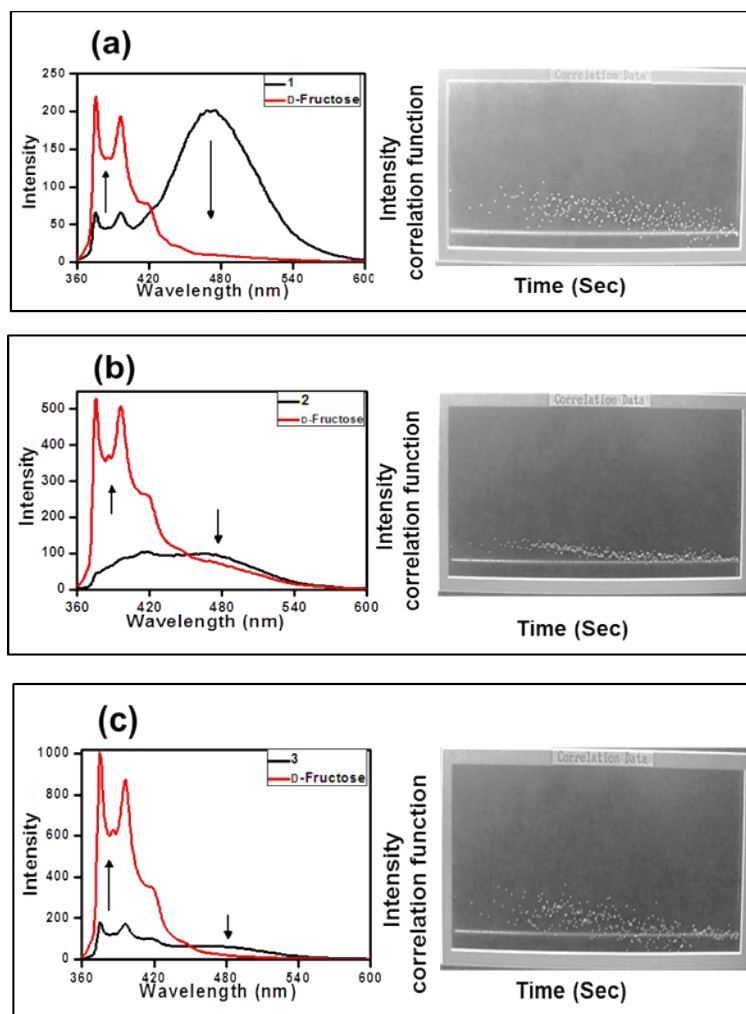 (a)
1
D-Fructose
250
200
150
100
50
0
360
420
480
540
600
Intensity
Wavelength (nm)
Correlation Data
Intensity
correlation function
Time (Sec)
(b)
2
D-Fructose
500
400
300
200
100
0
360
420
480
540
600
Intensity
Wavelength (nm)
Correlation Data
Intensity
correlation function
Time (Sec)
(c)
3
D-Fructose
1000
800
600
400
200
0
360
420
480
540
600
Intensity
Wavelength (nm)
Correlation Data
Intensity
correlation function
Time (Sec)